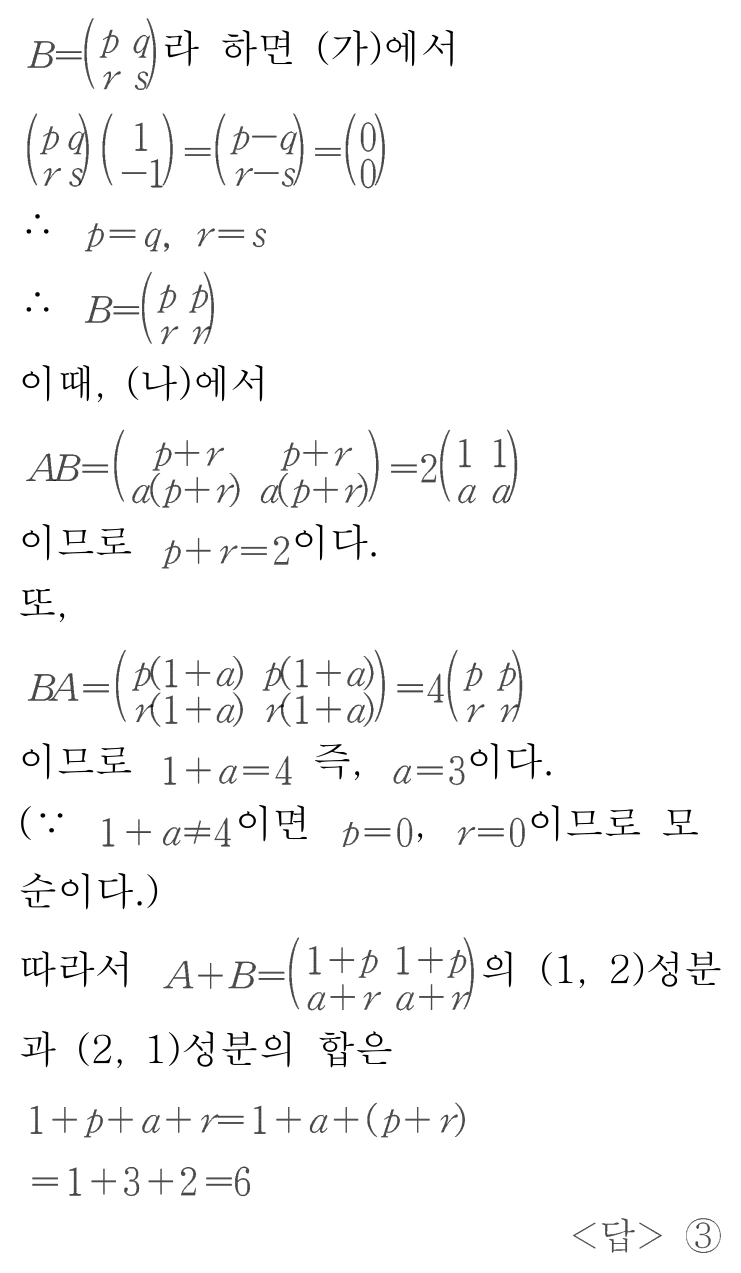 B=(p q
r s)라 하면 (가)에서
(p q
r s)(1
-1)=(p-q
r-s)=(0
0)
∴ p=q, r=s
∴ B=(p p
r r)
이때, (나)에서
AB=(p+r p+r
a(p+r) a(p+r))=2(1 1
a a)
이므로 p+r=2이다.
또,
BA=(p(1+a) p(1+a)
r(1+a) r(1+a))=4(p p
r r)
이므로 1+a=4 즉, a=3이다.
(∵ 1+a≠4이면 p=0, r=0이므로 모
순이다.)
따라서 A+B=(1+p 1+p
a+r a+r)의 (1, 2)성분
과 (2, 1)성분의 합은
1+p+a+r=1+a+(p+r)
=1+3+2=6
<답> ③